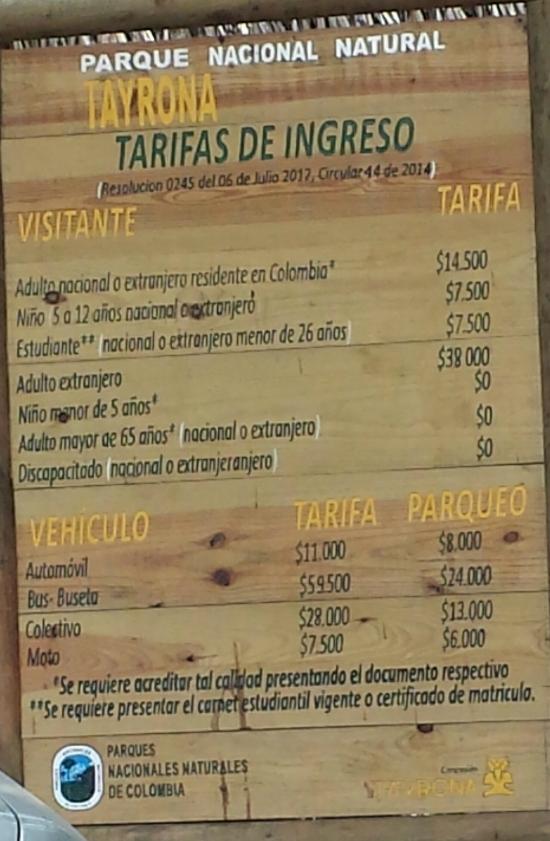 PARQUE NACIONAL NATURAL
TAYRONA
TARIFAS DE INGRESO
(Resolucion 0245 del 06 de Julio 2012, Circular 44 de 2014)
VISITANTE TARIFA
Adulto nacional o extranjero residente en Colombia* $14.500
Niño 5 a 12 años nacional o extranjero $7.500
Estudiante** (nacional o extranjero menor de 26 años) $7.500
Adulto extranjero $38 000
Niño menor de 5 años* $0
Adulto mayor de 65 años* (nacional o extranjero) $0
Discapacitado (nacional o extranjeranjero) $0
VEHÍCULO TARIFA PARQUEO
Automóvil $11.000 $8.000
Bus- Buseta $59.500 $24.000
Colectivo $28.000 $13.000
Moto $7.500 $6.000
*Se requiere acreditar tal calidad presentando el documento respectivo
**Se requiere presentar el carnet estudiantil vigente o certificado de matricula.
PARQUES
NACIONALES NATURALES
DE COLOMBIA
Concesión
TAYRONA